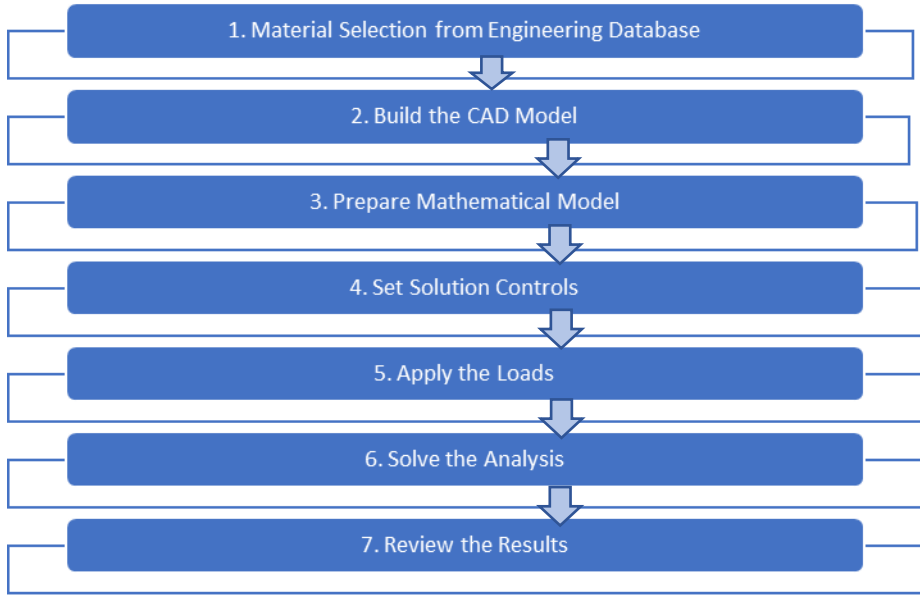 1. Material Selection from Engineering Database
2. Build the CAD Model
3. Prepare Mathematical Model
4. Set Solution Controls
5. Apply the Loads
6. Solve the Analysis
7. Review the Results